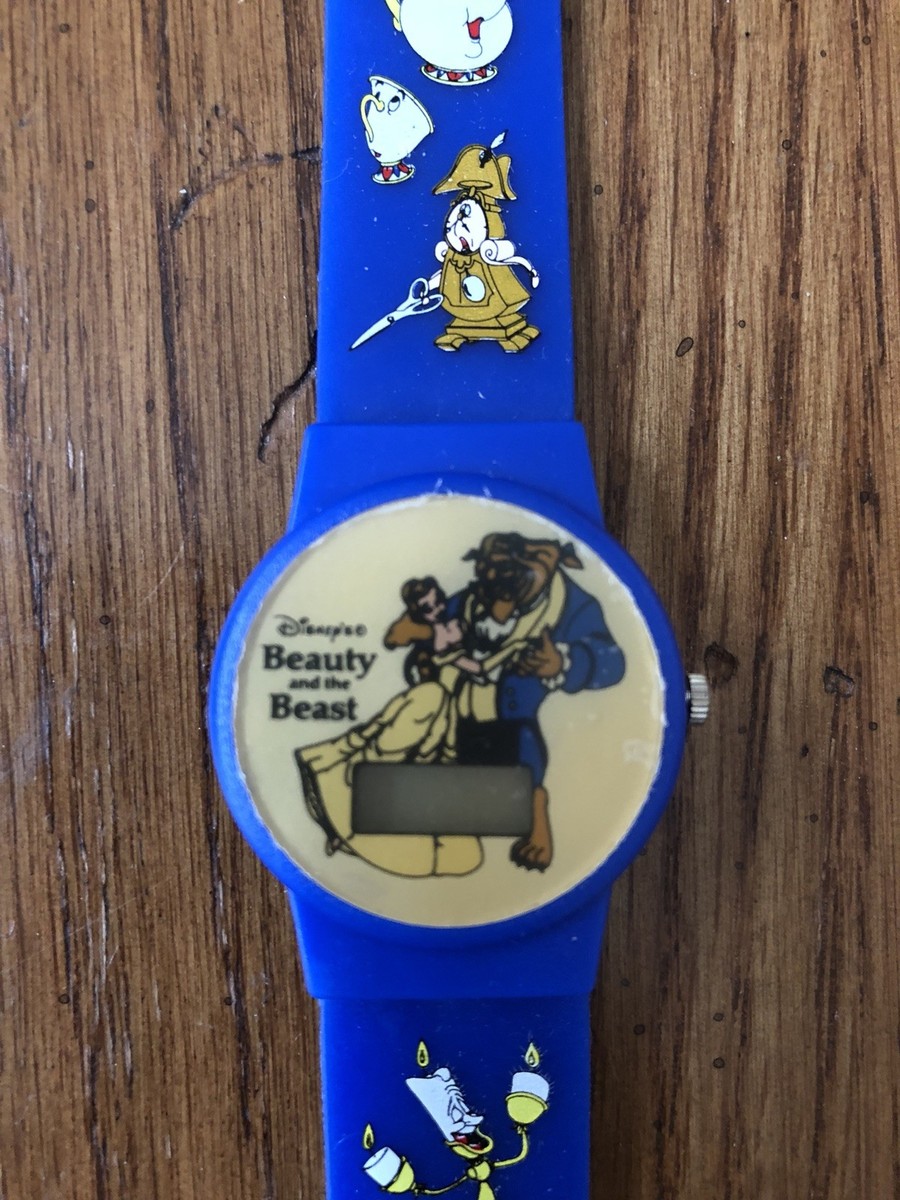 Disney's©
Beauty
and the
Beast